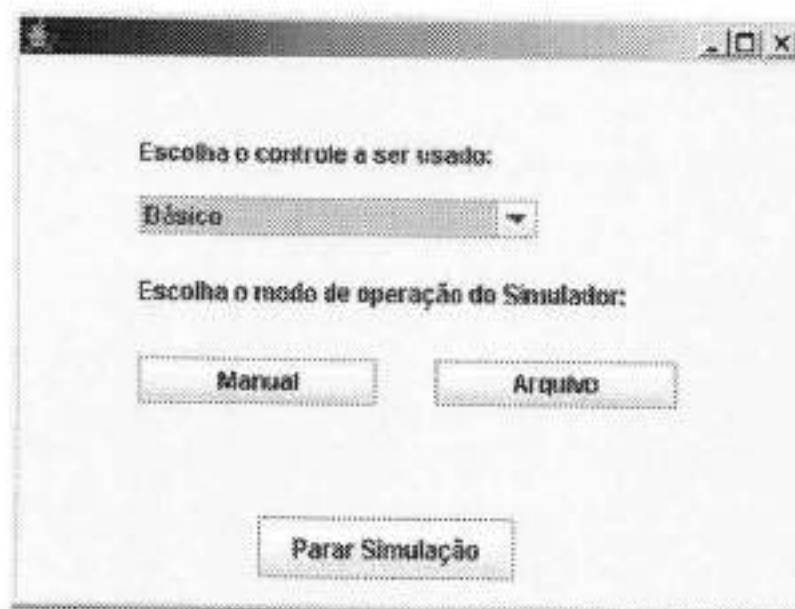 Escolha o controle a ser usado:
Básico
Escolha o modo de operação do Simulador:
Manual Arquivo
Parar Simulação